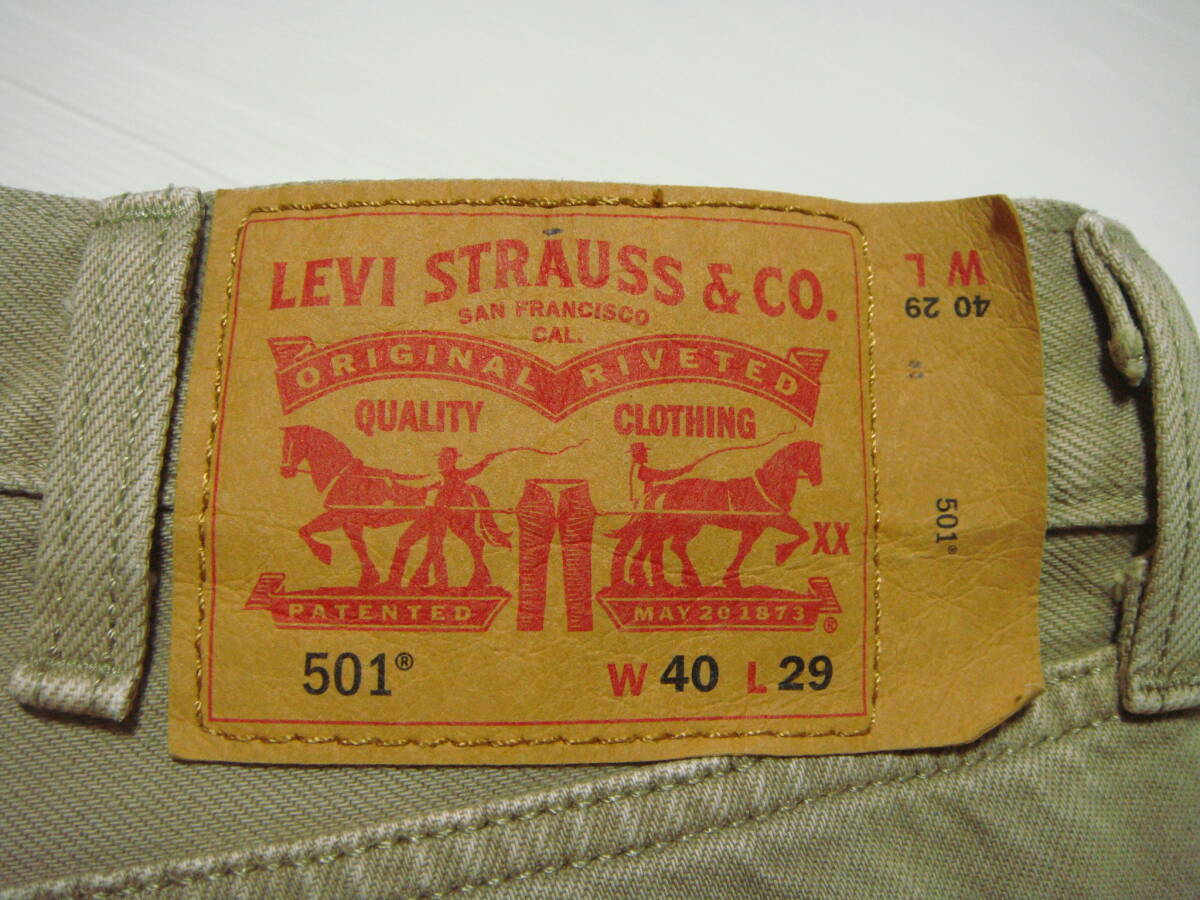 LEVI STRAUSS & CO.
SAN FRANCISCO
CAL.
ORIGINAL RIVETED
QUALITY CLOTHING
XX
PATENTED MAY 20 1873 ®
501® W 40 L 29
W L
40 29
501®